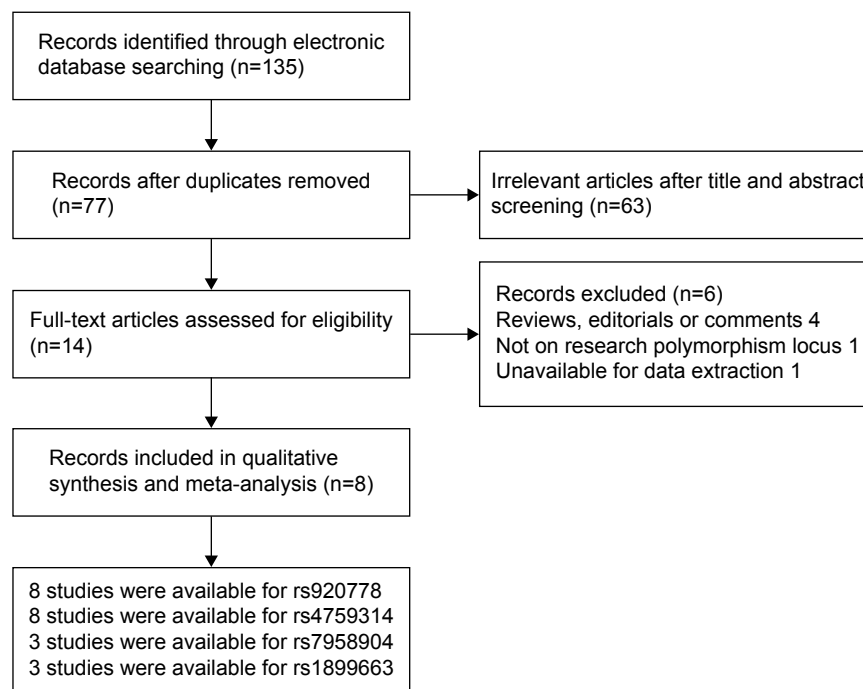 Records identified through electronic
database searching (n=135)
Records after duplicates removed
(n=77)
Irrelevant articles after title and abstract
screening (n=63)
Full-text articles assessed for eligibility
(n=14)
Records excluded (n=6)
Reviews, editorials or comments 4
Not on research polymorphism locus 1
Unavailable for data extraction 1
Records included in qualitative
synthesis and meta-analysis (n=8)
8 studies were available for rs920778
8 studies were available for rs4759314
3 studies were available for rs7958904
3 studies were available for rs1899663